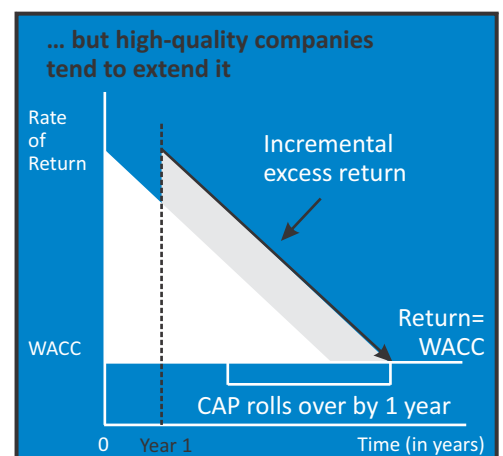 ... but high-quality companies
tend to extend it
Rate
of
Return
Incremental
excess return
Return=
WACC
WACC
CAP rolls over by 1 year
0
Year 1
Time (in years)